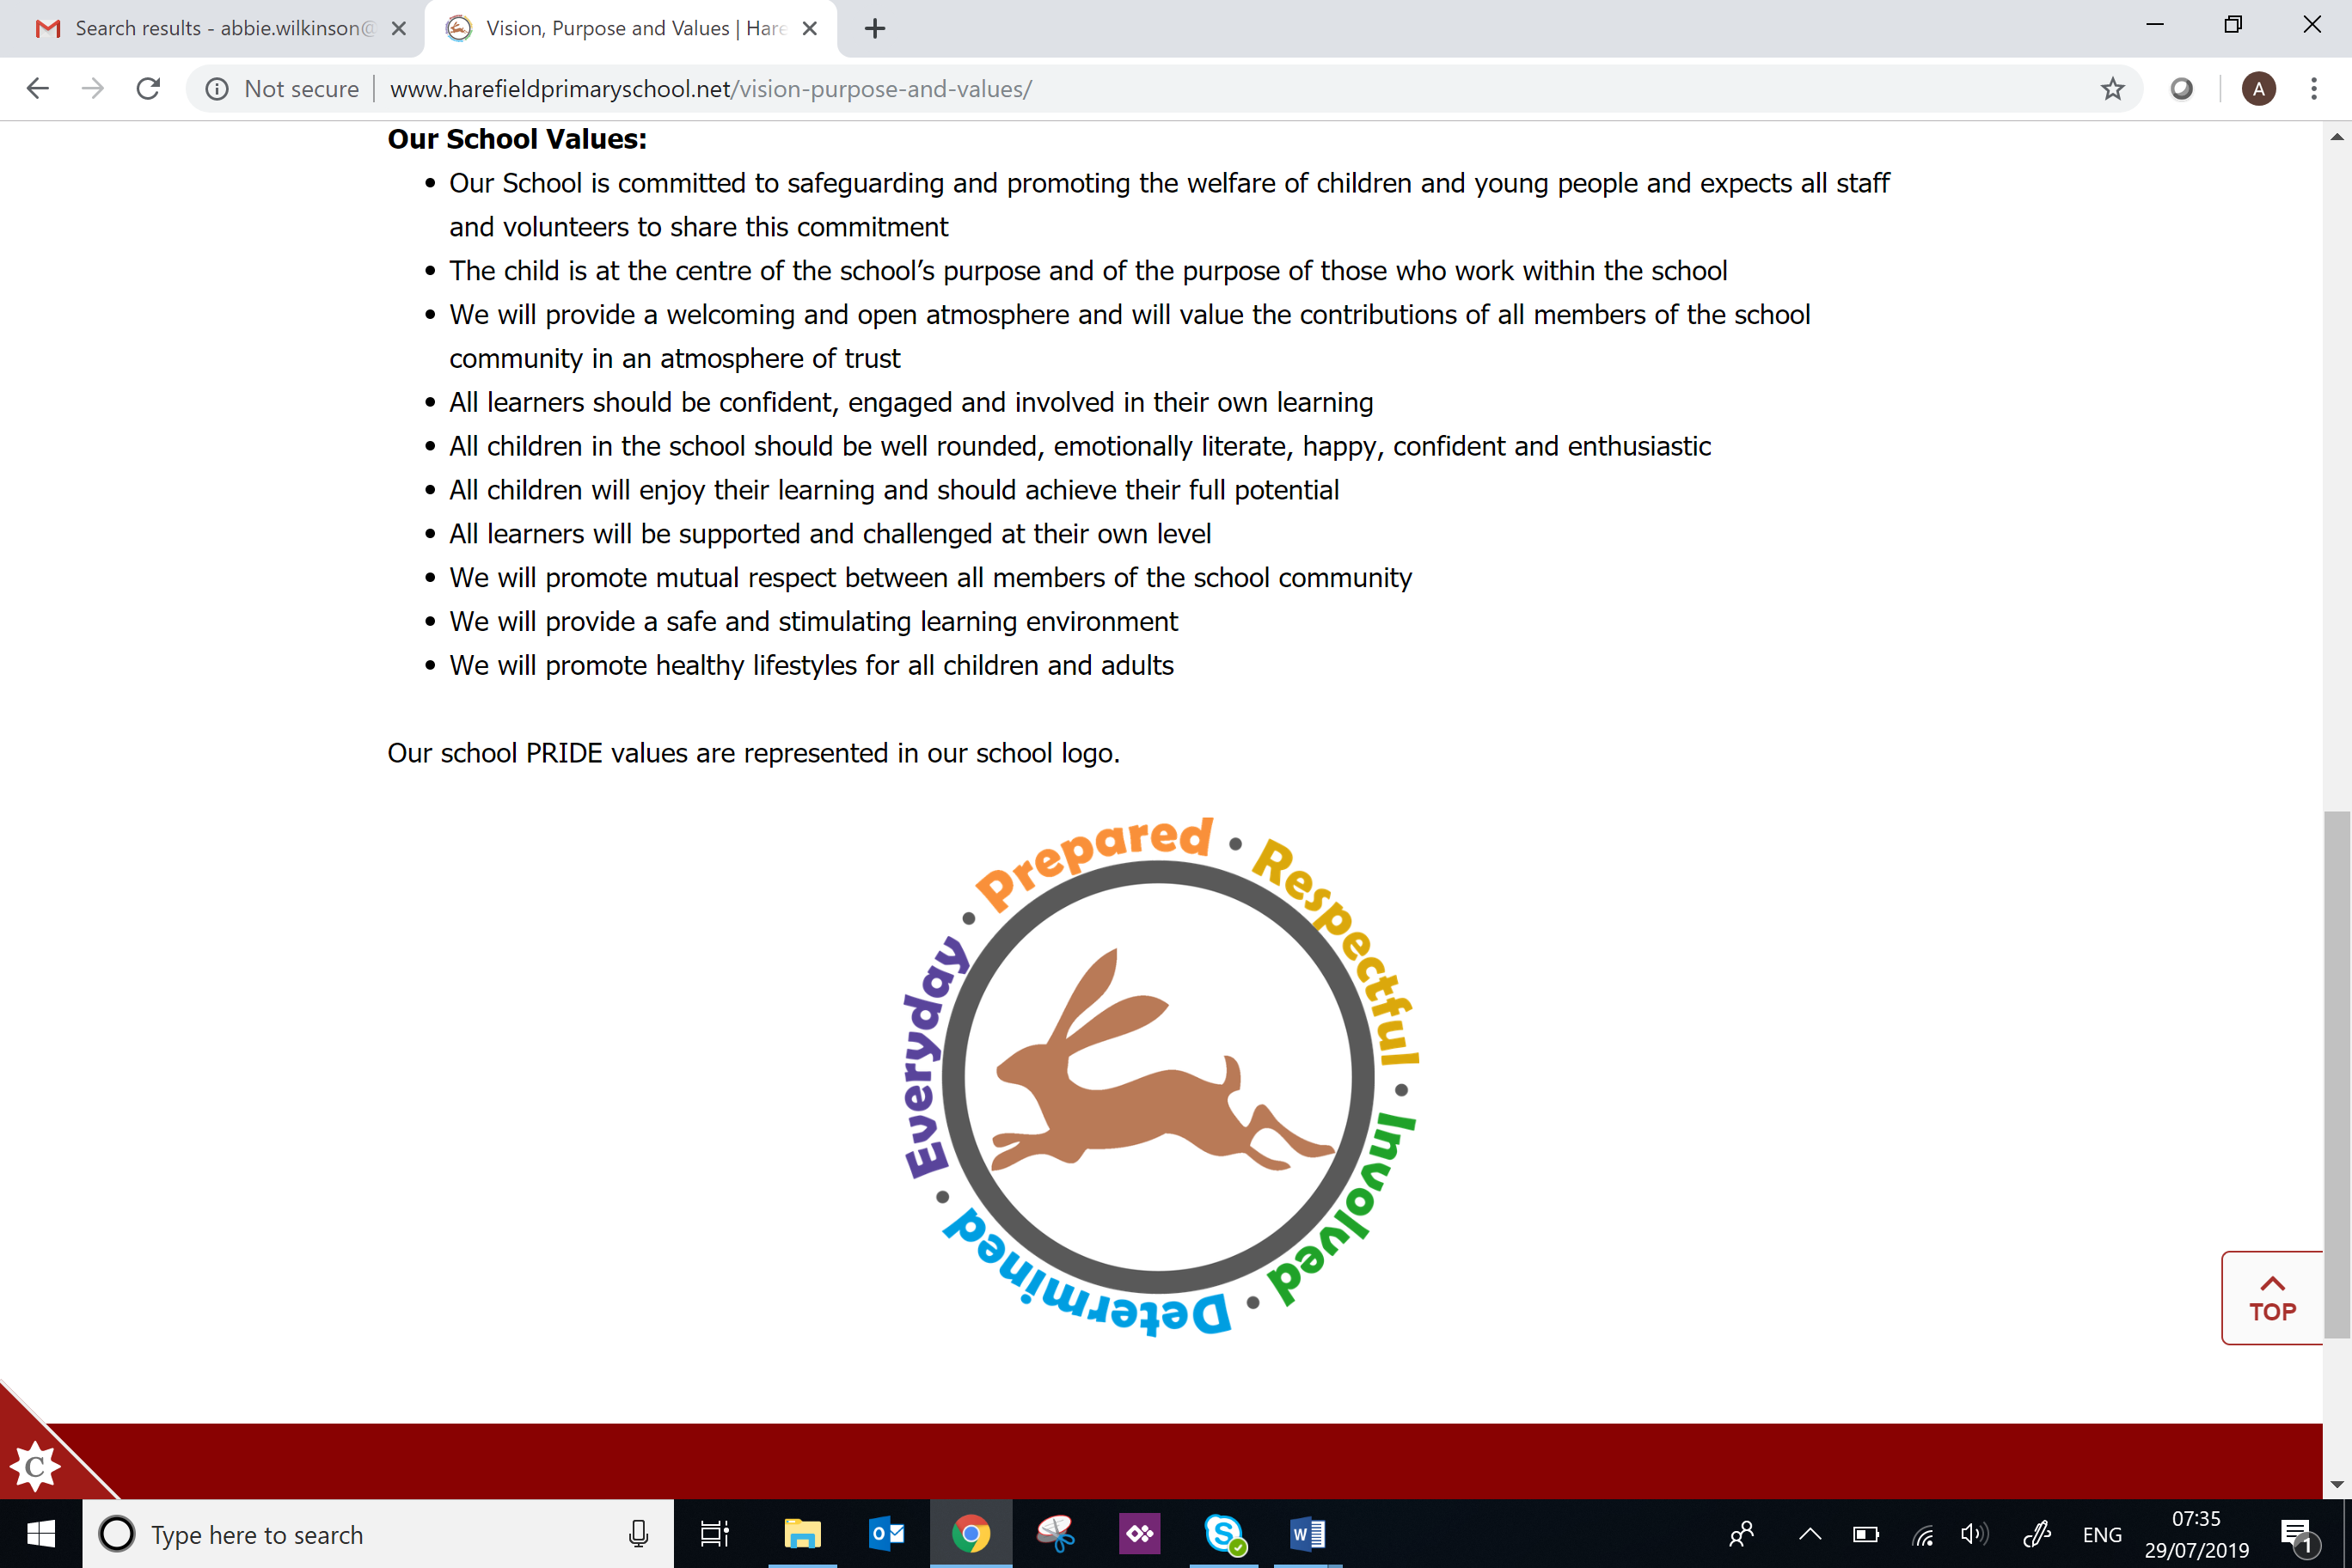 Search results - abbie.wilkinson@
Vision, Purpose and Values | Hare
Not secure www.harefieldprimaryschool.net/vision-purpose-and-values/
A
Our School Values:
• Our School is committed to safeguarding and promoting the welfare of children and young people and expects all staff
and volunteers to share this commitment
• The child is at the centre of the school’s purpose and of the purpose of those who work within the school
• We will provide a welcoming and open atmosphere and will value the contributions of all members of the school
community in an atmosphere of trust
• All learners should be confident, engaged and involved in their own learning
• All children in the school should be well rounded, emotionally literate, happy, confident and enthusiastic
• All children will enjoy their learning and should achieve their full potential
• All learners will be supported and challenged at their own level
• We will promote mutual respect between all members of the school community
• We will provide a safe and stimulating learning environment
• We will promote healthy lifestyles for all children and adults
Our school PRIDE values are represented in our school logo.
Prepared • Respectful • Involved • Determined • Everyday •
TOP
C
Type here to search
ENG
07:35
29/07/2019
1